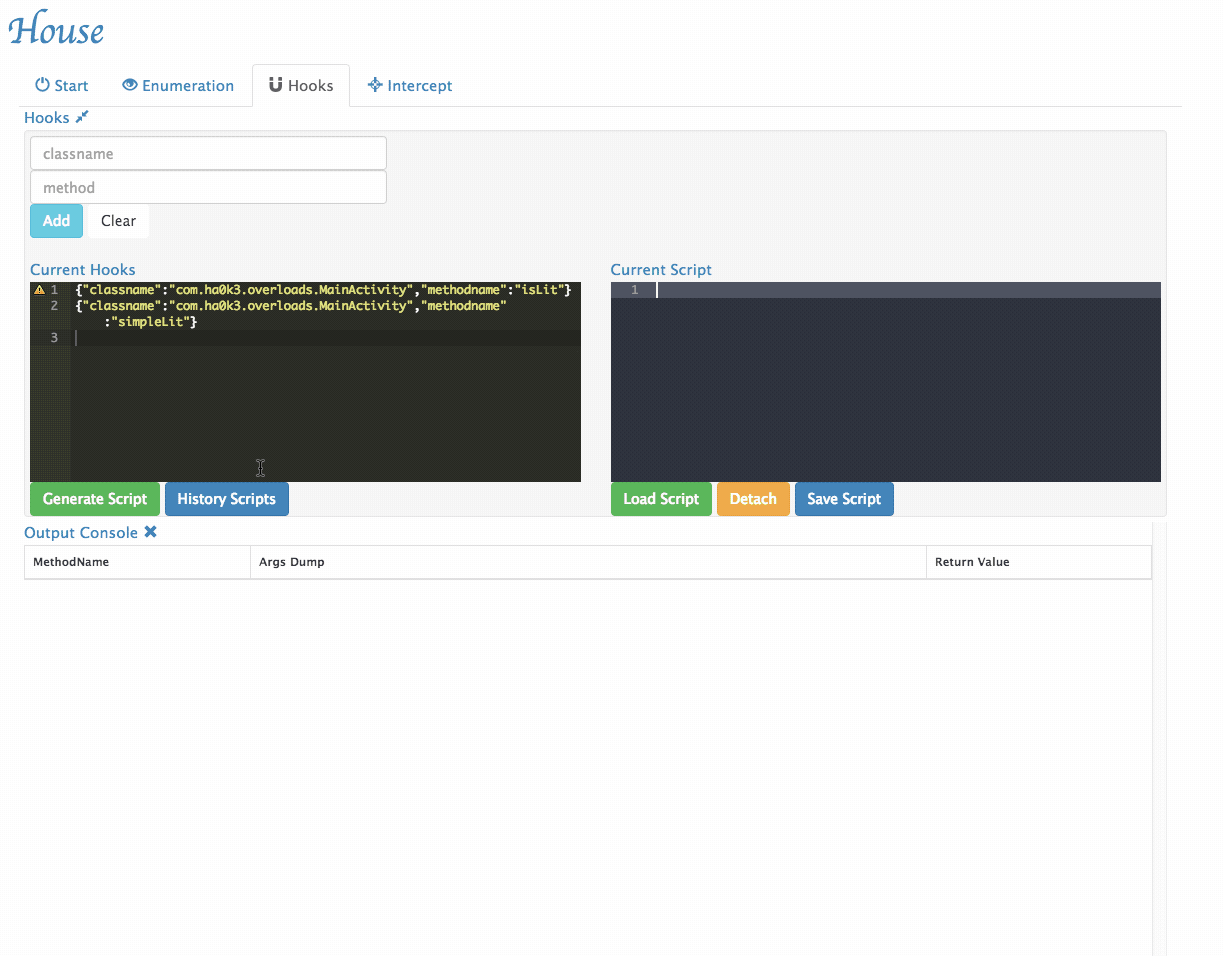 House
Start Enumeration Hooks Intercept
Hooks
classname
method
Add Clear
Current Hooks Current Script
1 {"classname":"com.ha0k3.overloads.MainActivity","methodname":"isLit"} 1
2 {"classname":"com.ha0k3.overloads.MainActivity","methodname"
:"simpleLit"}
3
Generate Script History Scripts Load Script Detach Save Script
Output Console
MethodName Args Dump Return Value